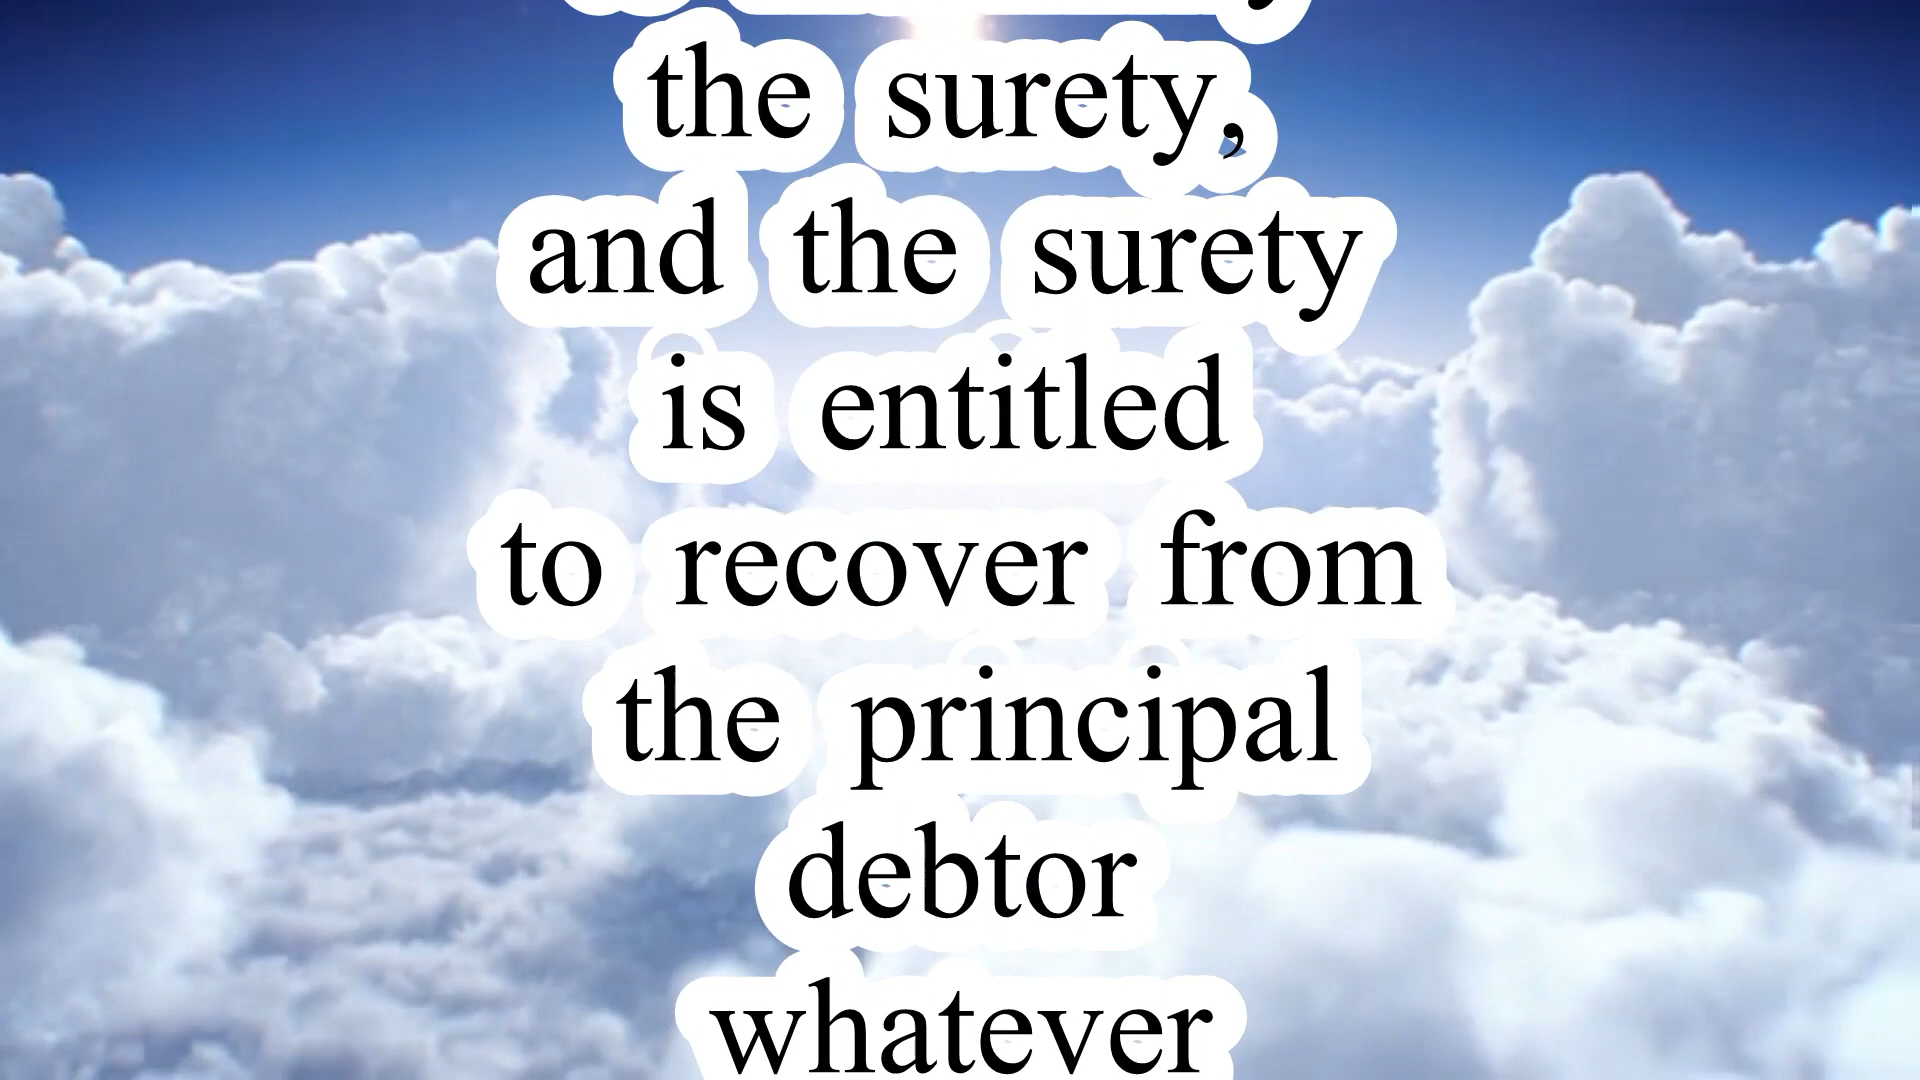 the surety,
and the surety
is entitled
to recover from
the principal
debtor
whatever